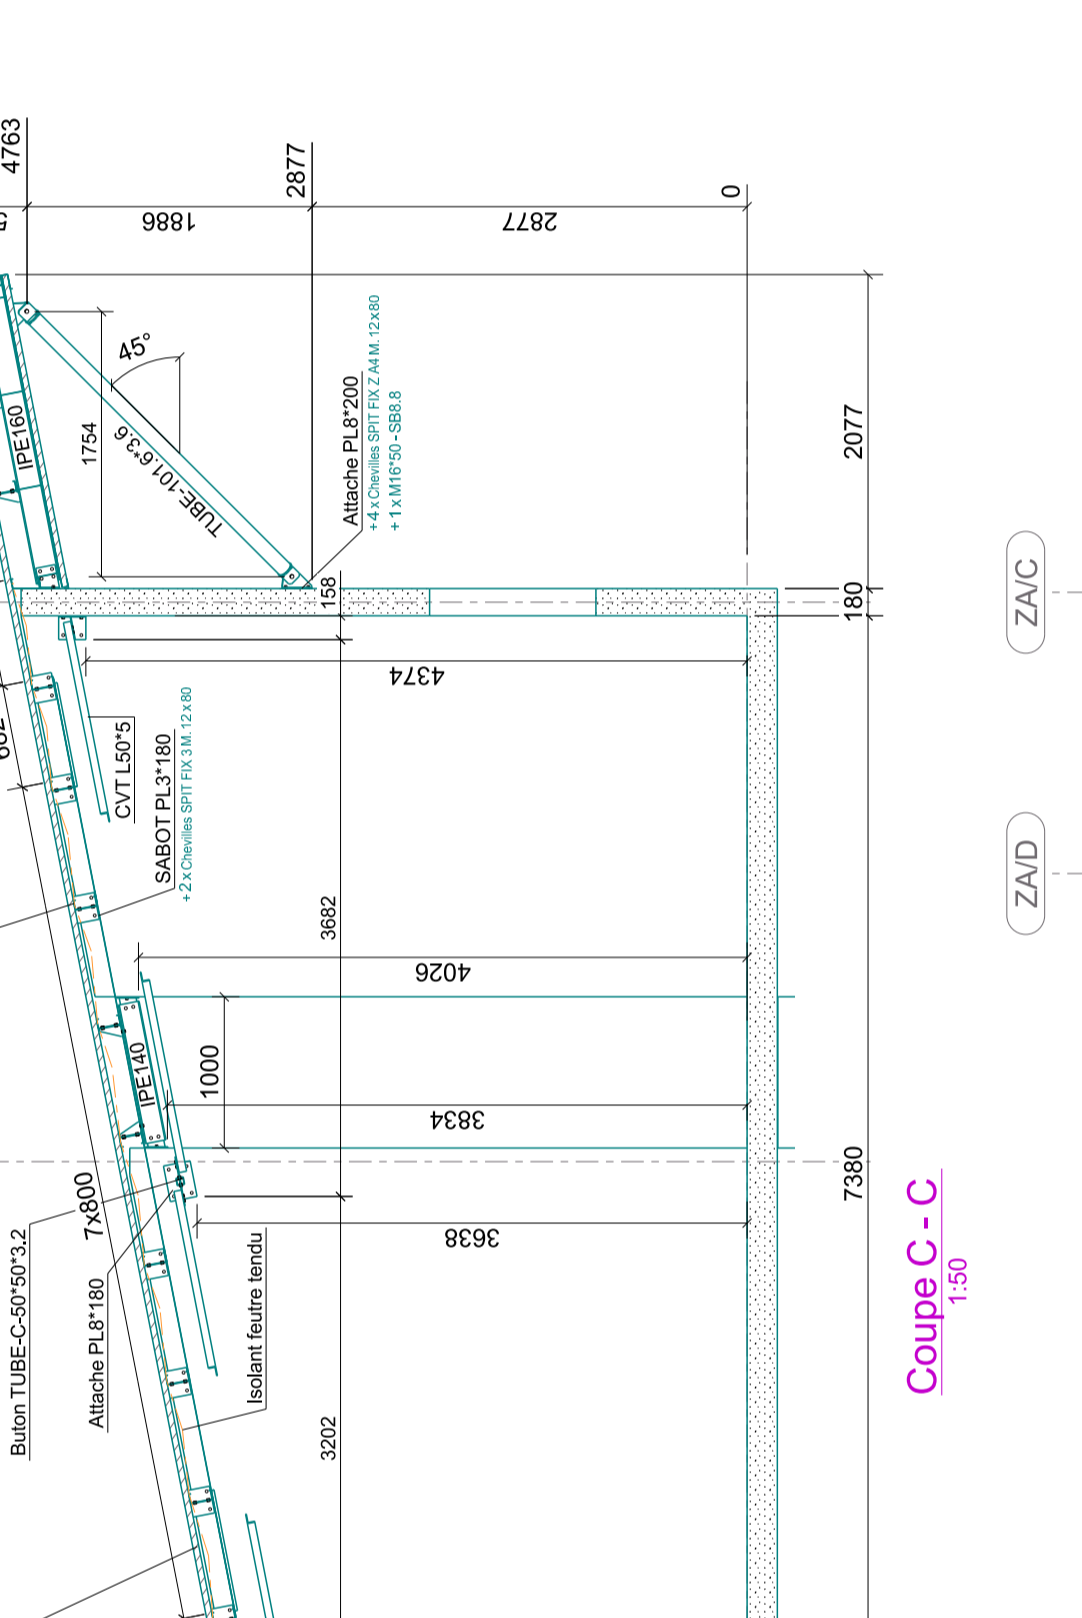 4763
1886
2877
2877
0
45°
1754
IPE160
TUBE-101.6*3.6
Attache PL8*200
+ 4 x Chevilles SPIT FIX Z A4 M. 12x80
+ 1 x M16*50 - SB8.8
2077
158
180
ZA/C
4374
CVT L50*5
SABOT PL3*180
+ 2 x Chevilles SPIT FIX 3 M. 12 x 80
ZA/D
3682
4026
IPE140
1000
3834
7x800
7380
3638
Buton TUBE-C-50*50*3.2
Attache PL8*180
Isolant feutre tendu
3202
Coupe C - C
1:50